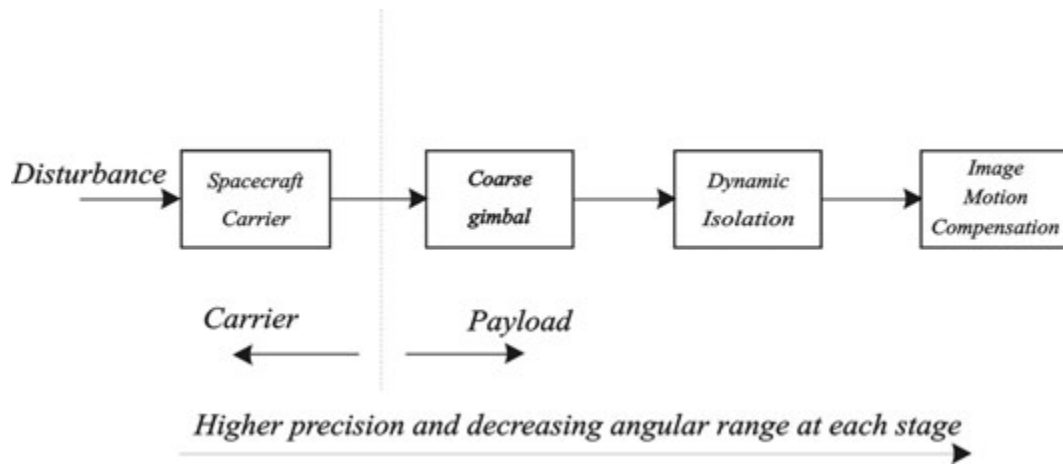 Disturbance
Spacecraft
Carrier
Coarse
gimbal
Dynamic
Isolation
Image
Motion
Compensation
Carrier
Payload
Higher precision and decreasing angular range at each stage